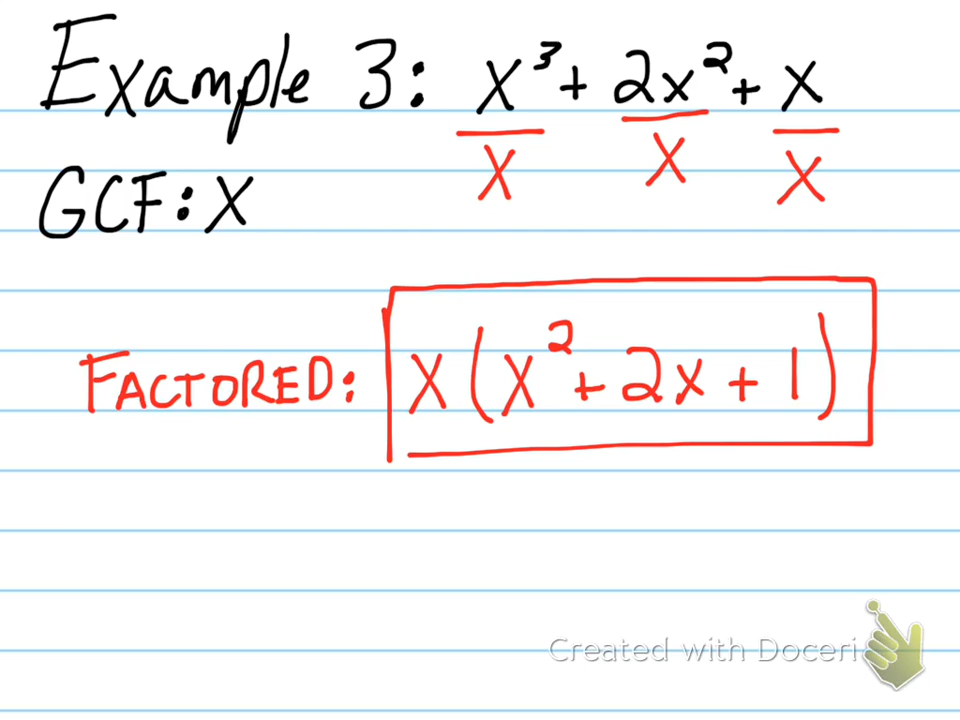 Example 3: x³ + 2x² + x
x x x
GCF: x
FACTORED: x(x² + 2x + 1)
Created with Doceri